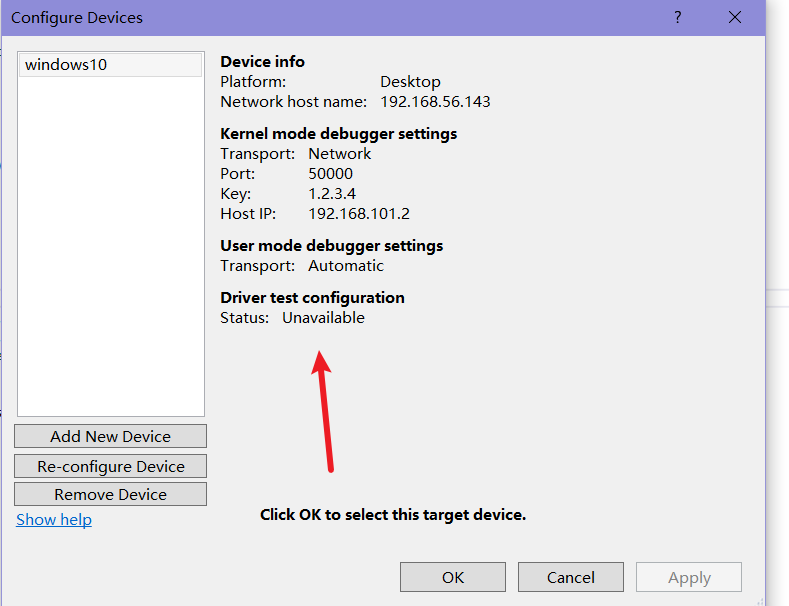 Configure Devices
?
windows10
Device info
Platform: Desktop
Network host name: 192.168.56.143
Kernel mode debugger settings
Transport: Network
Port: 50000
Key: 1.2.3.4
Host IP: 192.168.101.2
User mode debugger settings
Transport: Automatic
Driver test configuration
Status: Unavailable
Add New Device
Re-configure Device
Remove Device
Show help
Click OK to select this target device.
OK Cancel Apply